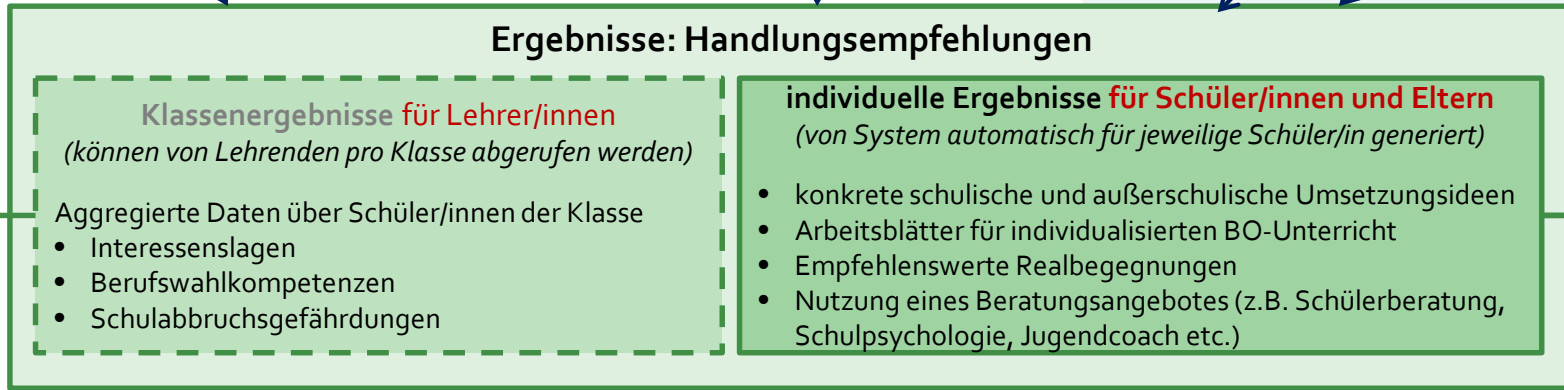 Ergebnisse: Handlungsempfehlungen
Klassenergebnisse für Lehrer/innen
(können von Lehrenden pro Klasse abgerufen werden)
Aggregierte Daten über Schüler/innen der Klasse
• Interessenslagen
• Berufswahlkompetenzen
• Schulabbruchsgefährdungen
individuelle Ergebnisse für Schüler/innen und Eltern
(von System automatisch für jeweilige Schüler/in generiert)
• konkrete schulische und außerschulische Umsetzungsideen
• Arbeitsblätter für individualisierten BO-Unterricht
• Empfehlenswerte Realbegegnungen
• Nutzung eines Beratungsangebotes (z.B. Schülerberatung,
Schulpsychologie, Jugendcoach etc.)